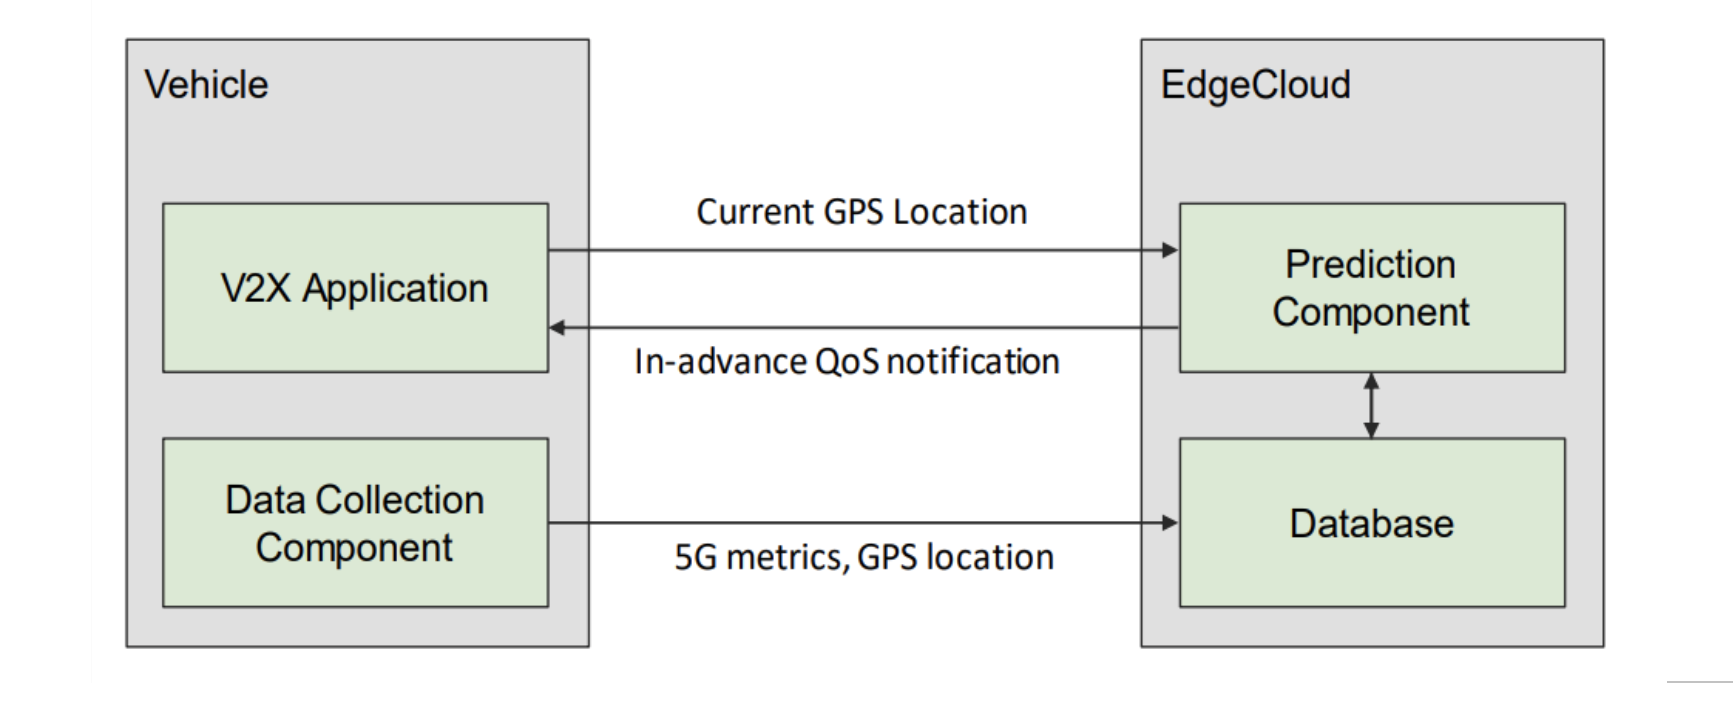 Vehicle
EdgeCloud
Current GPS Location
V2X Application
Prediction
Component
In-advance QoS notification
Data Collection
Component
Database
5G metrics, GPS location